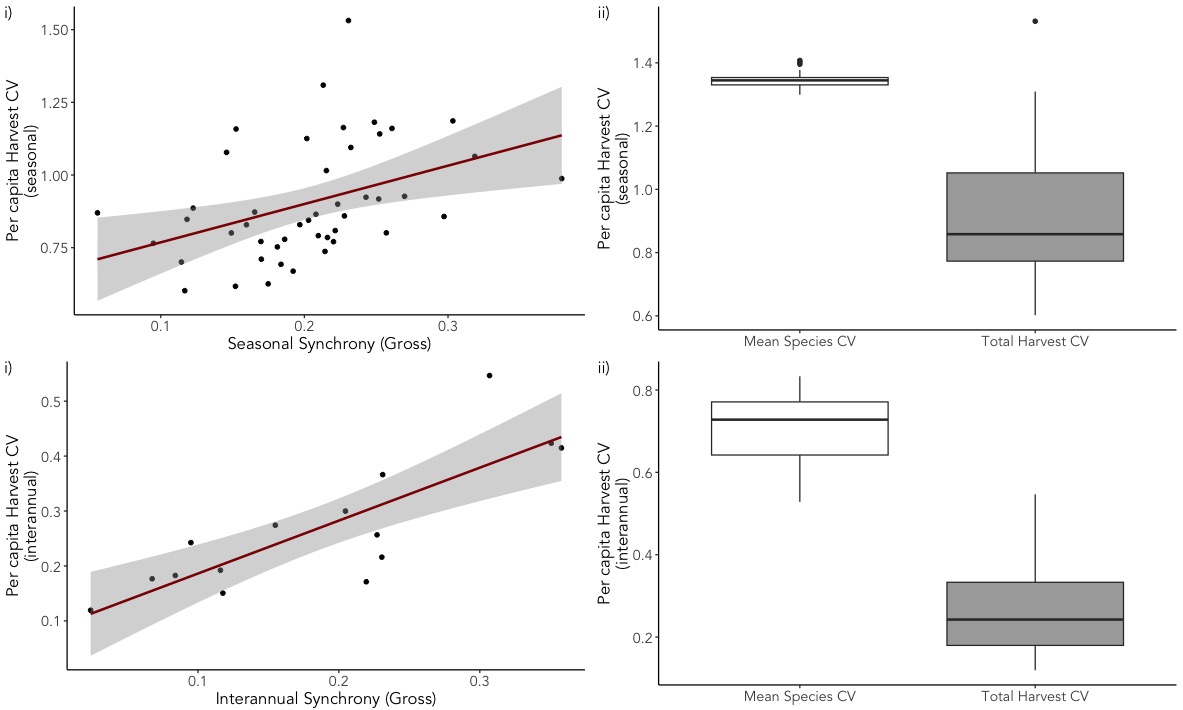 i)
Per capita Harvest CV
(seasonal)
1.50
1.25
1.00
0.75
0.1
0.2
0.3
Seasonal Synchrony (Gross)
ii)
Per capita Harvest CV
(seasonal)
1.4
1.2
1.0
0.8
0.6
Mean Species CV
Total Harvest CV
i)
Per capita Harvest CV
(interannual)
0.5
0.4
0.3
0.2
0.1
0.1
0.2
0.3
Interannual Synchrony (Gross)
ii)
Per capita Harvest CV
(interannual)
0.8
0.6
0.4
0.2
Mean Species CV
Total Harvest CV